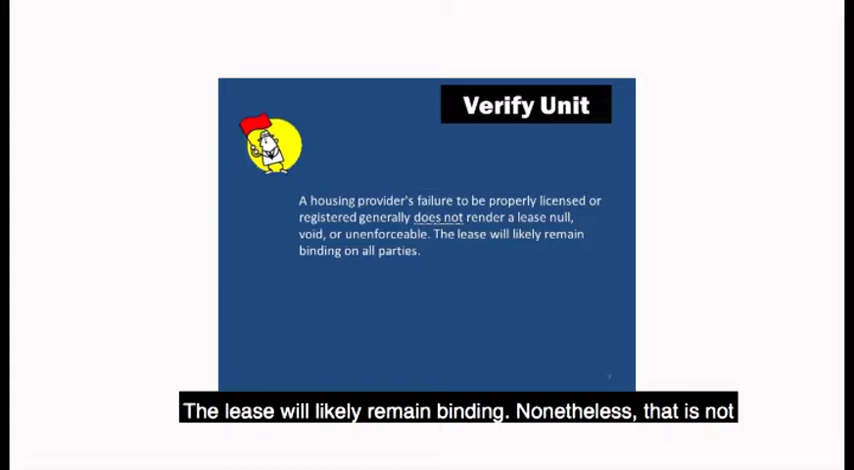 Verify Unit
A housing provider's failure to be properly licensed or
registered generally does not render a lease null,
void, or unenforceable. The lease will likely remain
binding on all parties.
The lease will likely remain binding. Nonetheless, that is not